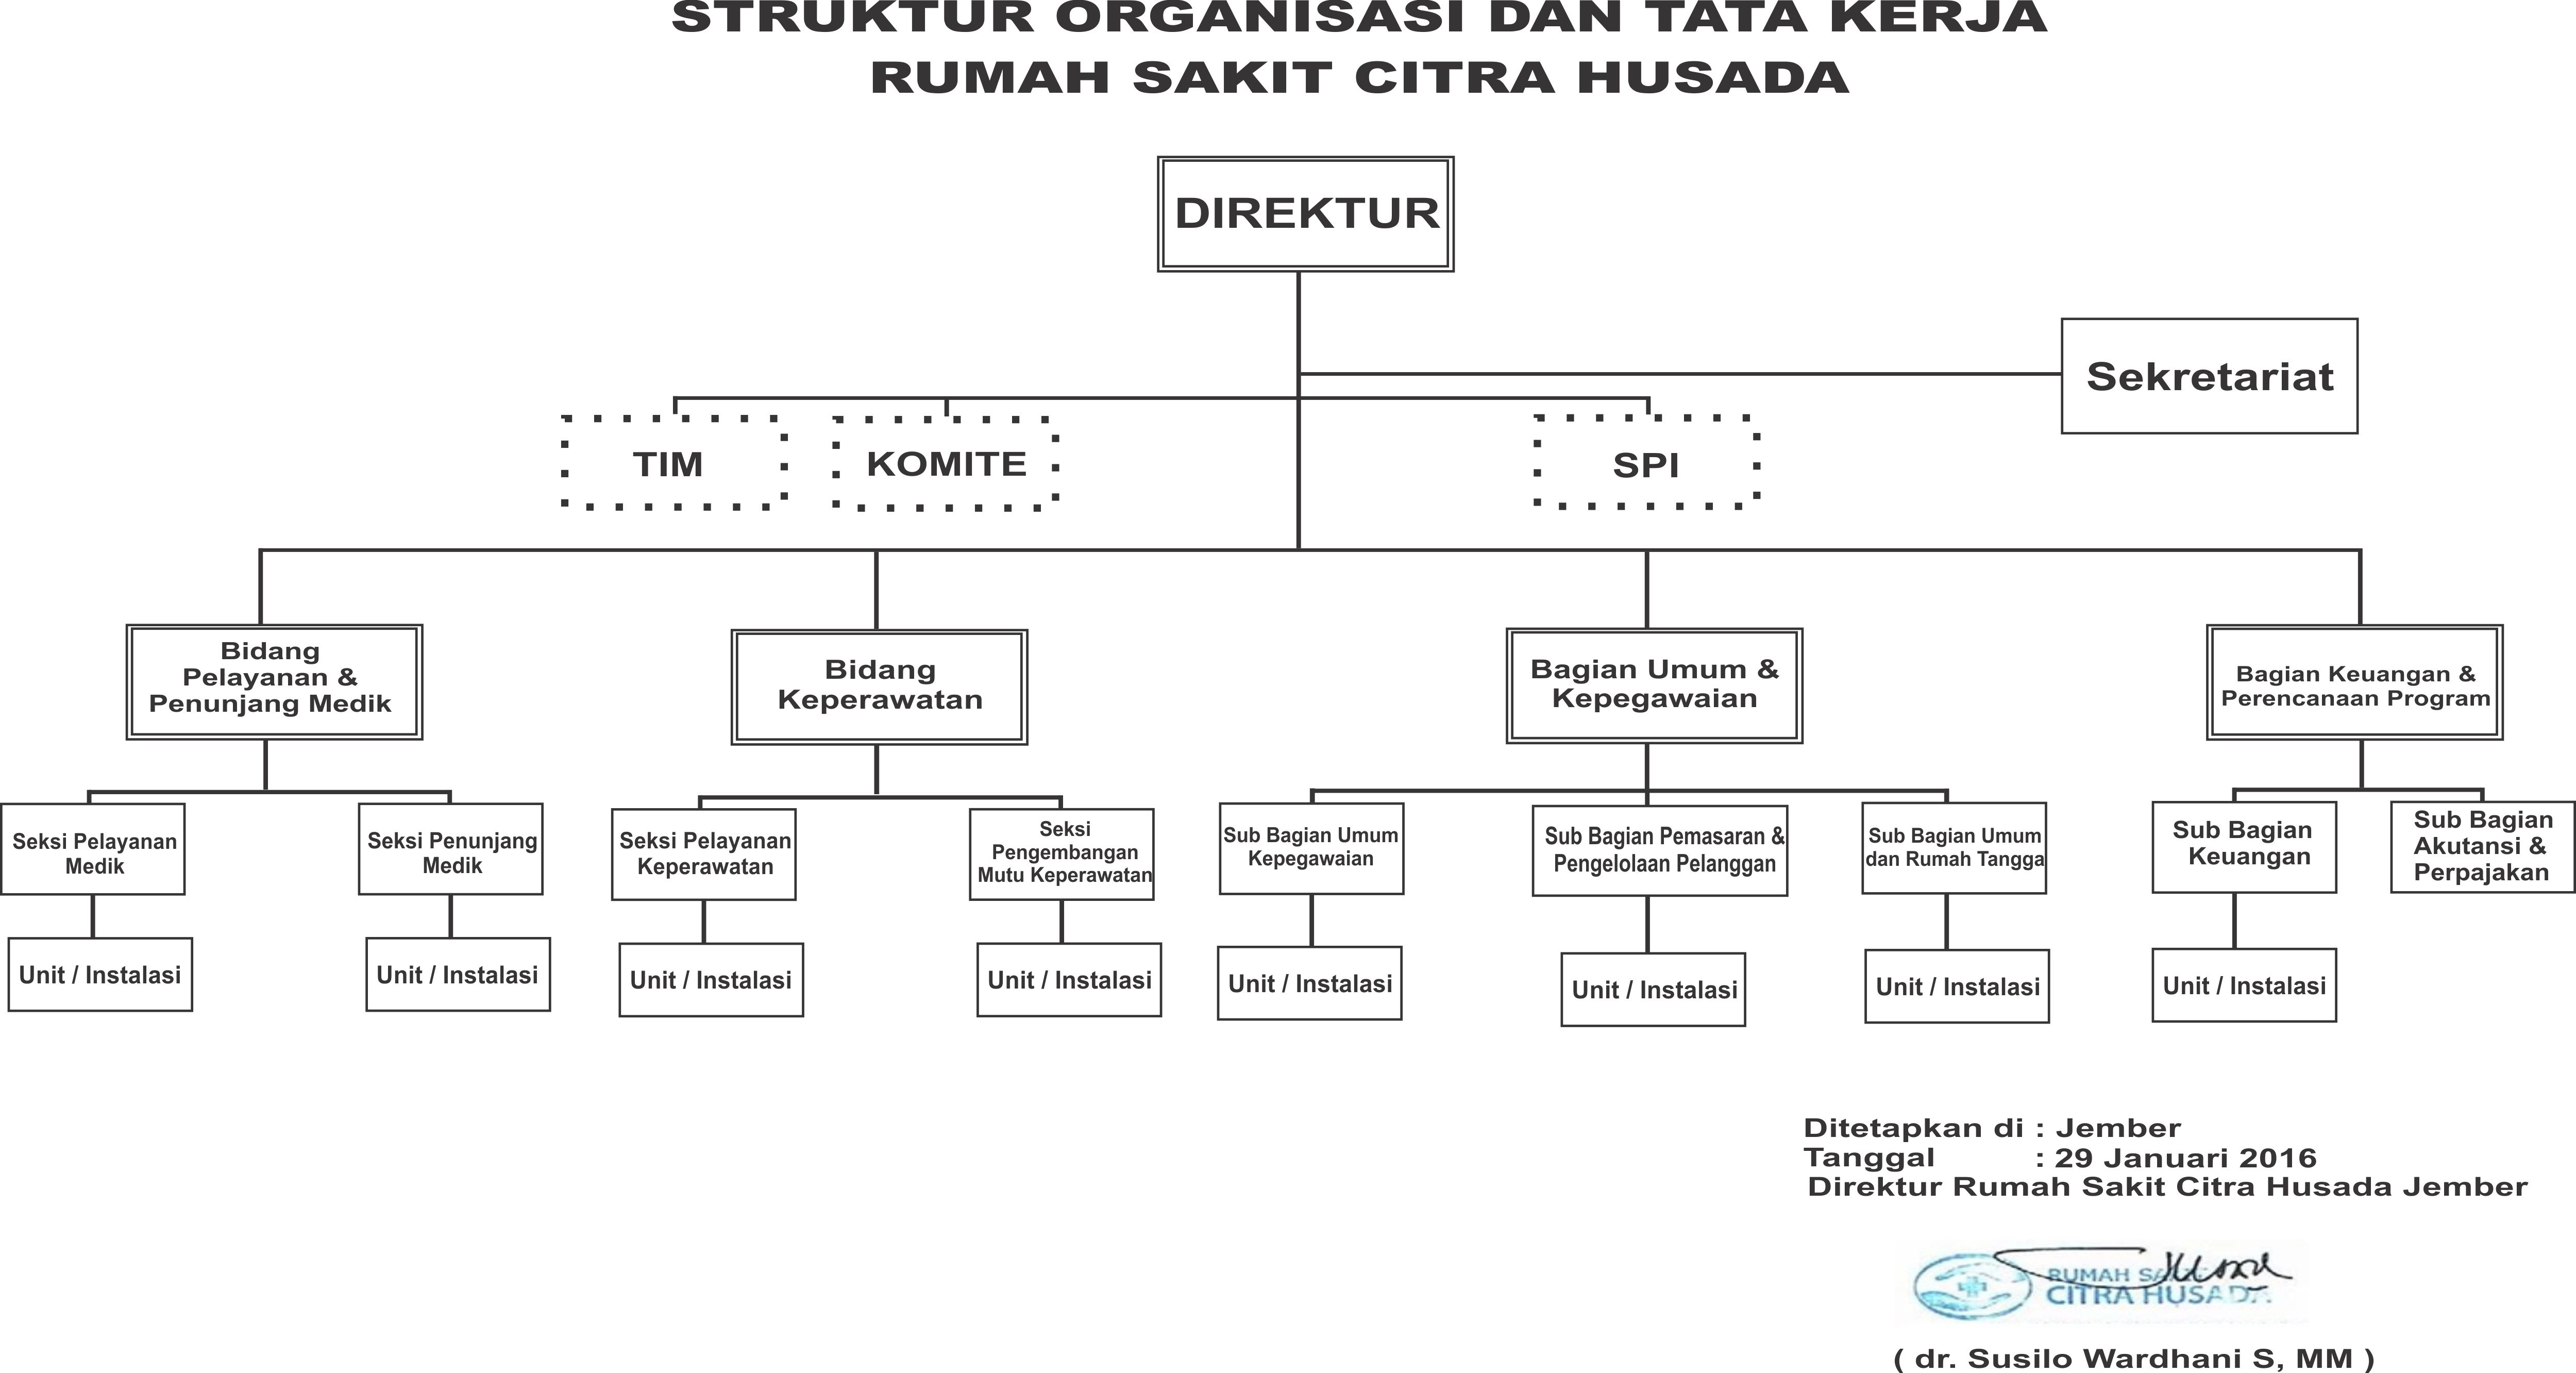 STRUKTUR ORGANISASI DAN TATA KERJA
RUMAH SAKIT CITRA HUSADA
DIREKTUR
Sekretariat
TIM
KOMITE
SPI
Bidang
Pelayanan &
Penunjang Medik
Bidang
Keperawatan
Bagian Umum &
Kepegawaian
Bagian Keuangan &
Perencanaan Program
Seksi Pelayanan
Medik
Seksi Penunjang
Medik
Seksi Pelayanan
Keperawatan
Seksi
Pengembangan
Mutu Keperawatan
Sub Bagian Umum
Kepegawaian
Sub Bagian Pemasaran &
Pengelolaan Pelanggan
Sub Bagian Umum
dan Rumah Tangga
Sub Bagian
Keuangan
Sub Bagian
Akutansi &
Perpajakan
Unit / Instalasi
Unit / Instalasi
Unit / Instalasi
Unit / Instalasi
Unit / Instalasi
Unit / Instalasi
Unit / Instalasi
Unit / Instalasi
Ditetapkan di : Jember
Tanggal : 29 Januari 2016
Direktur Rumah Sakit Citra Husada Jember
RUMAH
CITRA HUSADA
( dr. Susilo Wardhani S, MM )